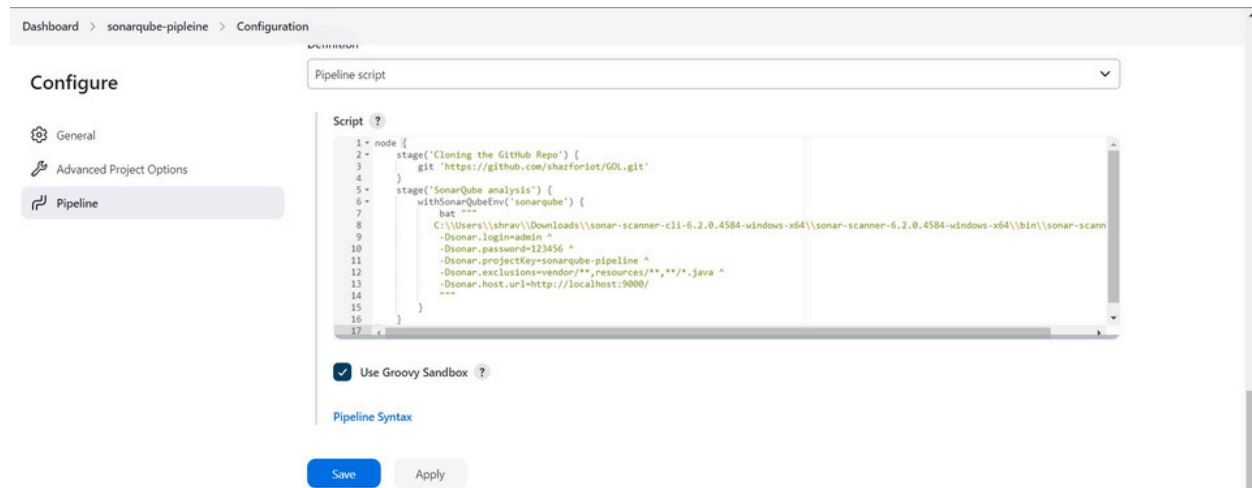 Dashboard > sonarqube-pipleine > Configuration
Definition
Configure
Pipeline script
General
Advanced Project Options
Pipeline
Script ?
1 node {
2 stage('Cloning the GitHub Repo') {
3 git 'https://github.com/shazforiot/GOL.git'
4 }
5 stage('SonarQube analysis') {
6 withSonarQubeEnv('sonarqube') {
7 bat """
8 C:\\Users\\shrav\\Downloads\\sonar-scanner-cli-6.2.0.4584-windows-x64\\sonar-scanner-6.2.0.4584-windows-x64\\bin\\sonar-scann
9 -Dsonar.login=admin ^
10 -Dsonar.password=123456 ^
11 -Dsonar.projectKey=sonarqube-pipeline ^
12 -Dsonar.exclusions=vendor/**,resources/**,**/*.java ^
13 -Dsonar.host.url=http://localhost:9000/
14 """
15 }
16 }
17
Use Groovy Sandbox ?
Pipeline Syntax
Save Apply